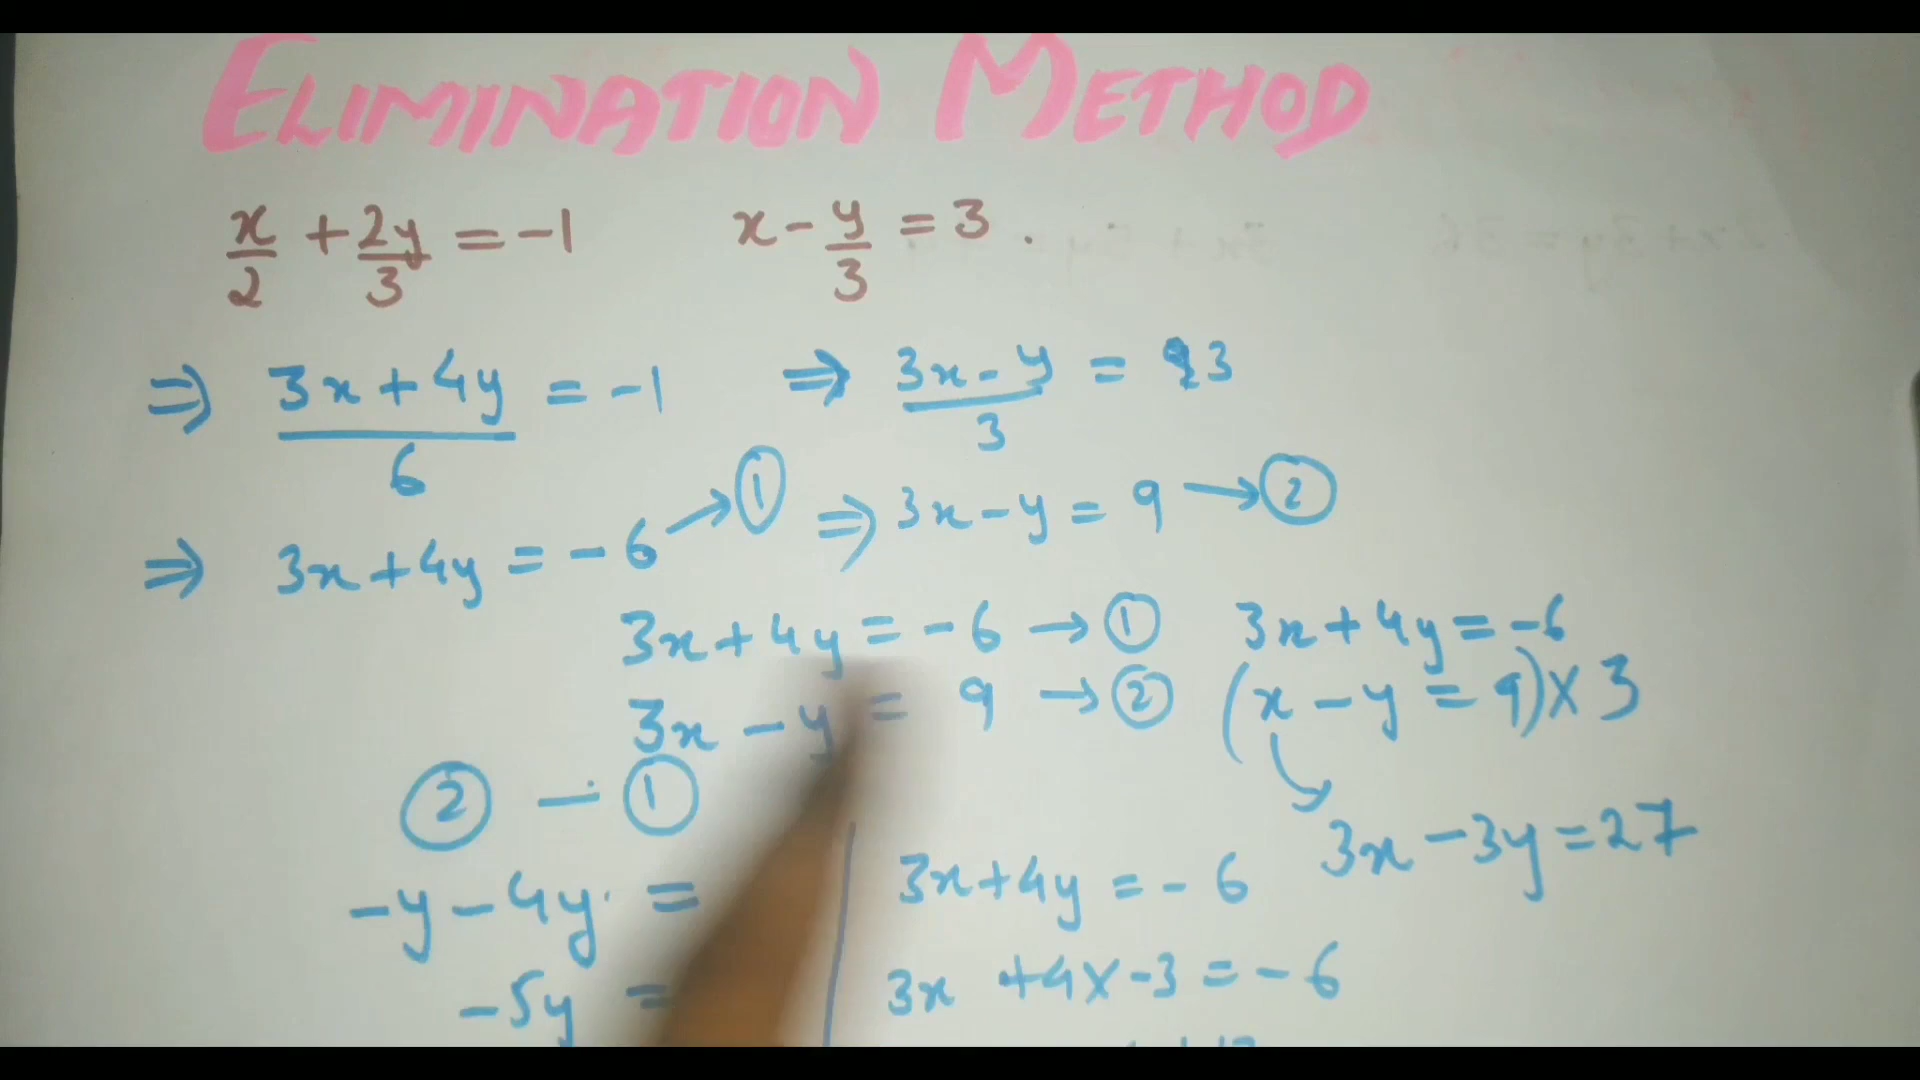 ELIMINATION METHOD
x/2 + 2y/3 = -1    x - y/3 = 3.
⇒ (3x + 4y)/6 = -1    ⇒ (3x - y)/3 = 3
⇒ 3x + 4y = -6 → ①    ⇒ 3x - y = 9 → ②
3x + 4y = -6 → ①    3x + 4y = -6
3x - y = 9 → ②    (x - y = 9) × 3
② - ①    3x - 3y = 27
-y - 4y =    3x + 4y = -6
-5y =    3x + 4 × -3 = -6